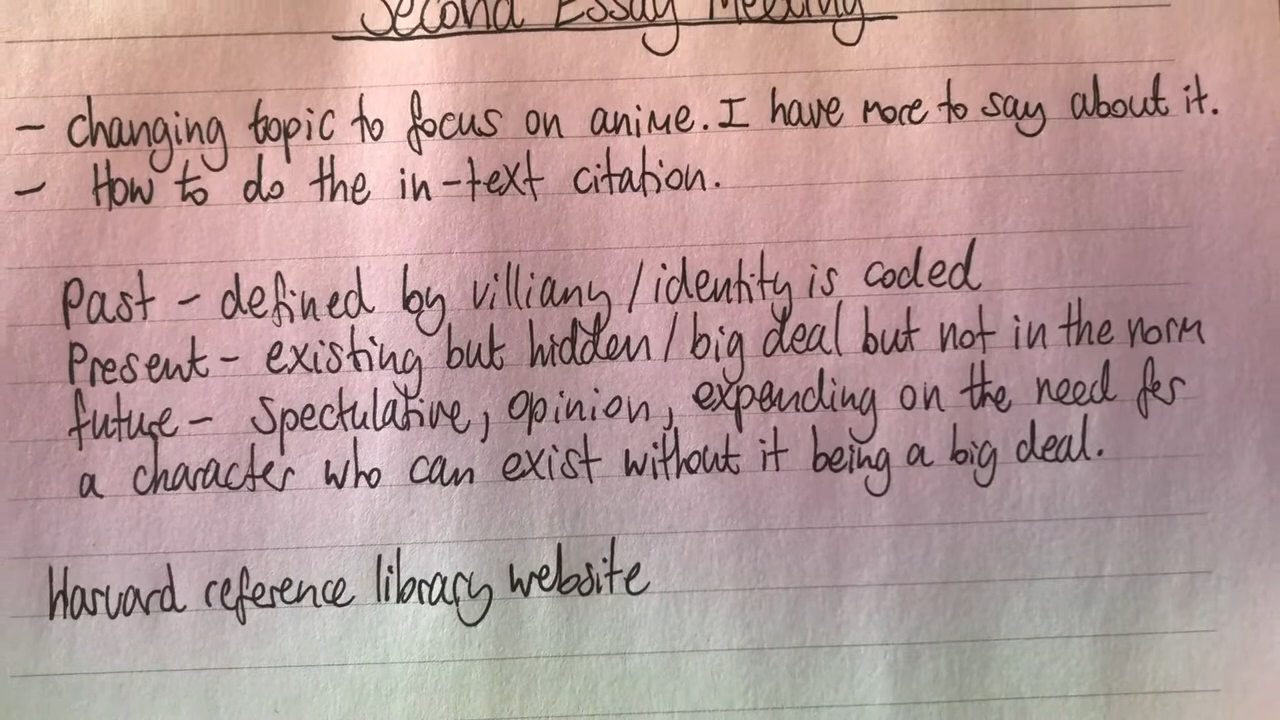 Second Essay Meeting
- changing topic to focus on anime. I have more to say about it.
- How to do the in-text citation.
Past - defined by villiany / identity is coded
Present - existing but hidden / big deal but not in the norm
future - Spectulative, opinion, expending on the need for
a character who can exist without it being a big deal.
Harvard reference library website